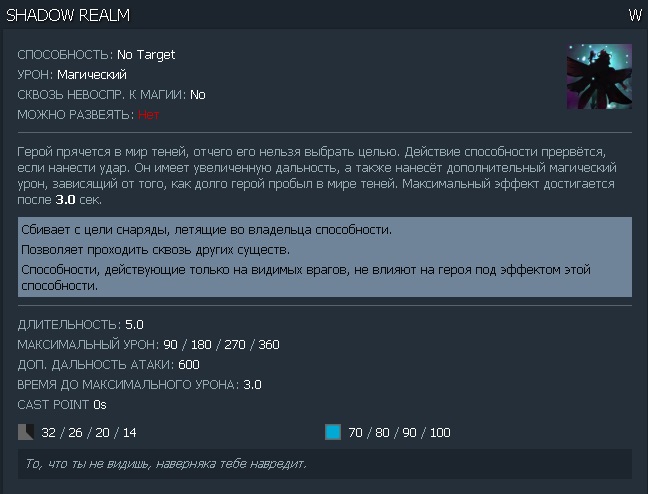 SHADOW REALM W
СПОСОБНОСТЬ: No Target
УРОН: Магический
СКВОЗЬ НЕВОСПР. К МАГИИ: No
МОЖНО РАЗВЕЯТЬ: Нет
Герой прячется в мир теней, отчего его нельзя выбрать целью. Действие способности прервётся,
если нанести удар. Он имеет увеличенную дальность, а также нанесёт дополнительный магический
урон, зависящий от того, как долго герой пробыл в мире теней. Максимальный эффект достигается
после 3.0 сек.
Сбивает с цели снаряды, летящие во владельца способности.
Позволяет проходить сквозь других существ.
Способности, действующие только на видимых врагов, не влияют на героя под эффектом этой
способности.
ДЛИТЕЛЬНОСТЬ: 5.0
МАКСИМАЛЬНЫЙ УРОН: 90 / 180 / 270 / 360
ДОП. ДАЛЬНОСТЬ АТАКИ: 600
ВРЕМЯ ДО МАКСИМАЛЬНОГО УРОНА: 3.0
CAST POINT 0s
32 / 26 / 20 / 14 70 / 80 / 90 / 100
То, что ты не видишь, наверняка тебе навредит.